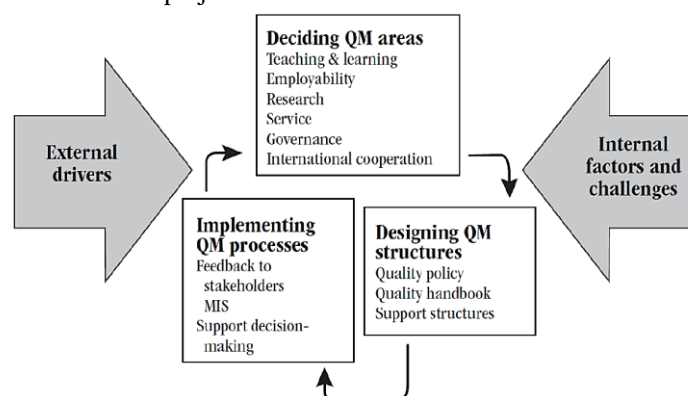 Deciding QM areas
Teaching & learning
Employability
Research
Service
Governance
International cooperation
External
drivers
Internal
factors and
challenges
Implementing
QM processes
Feedback to
stakeholders
MIS
Support decision-
making
Designing QM
structures
Quality policy
Quality handbook
Support structures